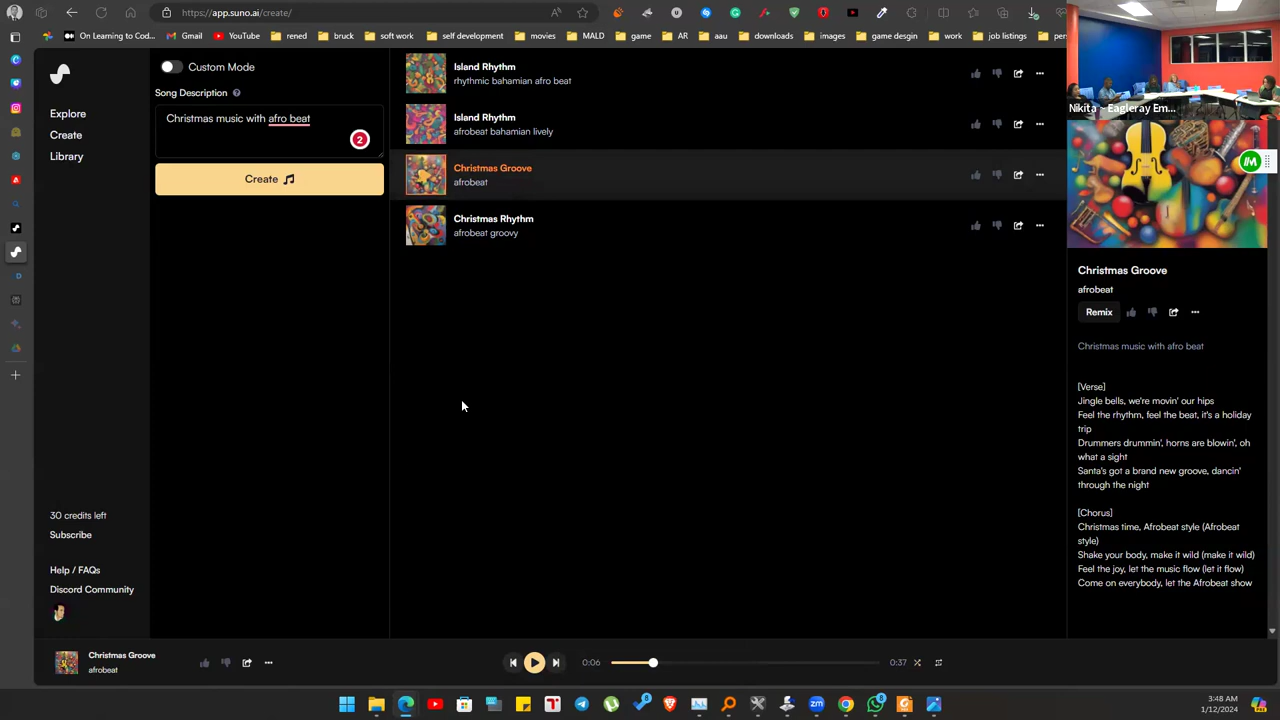 https://app.suno.ai/create/
On Learning to Cod...
Gmail
YouTube
rened
bruck
soft work
self development
movies
MALD
game
AR
aau
downloads
images
game desgin
work
job listings
Nikita ~ Eagleray Em...
Explore
Create
Library
Custom Mode
Song Description
Christmas music with afro beat
2
Create
Island Rhythm
rhythmic bahamian afro beat
Island Rhythm
afrobeat bahamian lively
Christmas Groove
afrobeat
Christmas Rhythm
afrobeat groovy
Christmas Groove
afrobeat
Remix
Christmas music with afro beat
[Verse]
Jingle bells, we're movin' our hips
Feel the rhythm, feel the beat, it's a holiday
trip
Drummers drummin', horns are blowin', oh
what a sight
Santa's got a brand new groove, dancin'
through the night
[Chorus]
Christmas time, Afrobeat style (Afrobeat
style)
Shake your body, make it wild (make it wild)
Feel the joy, let the music flow (let it flow)
Come on everybody, let the Afrobeat show
30 credits left
Subscribe
Help / FAQs
Discord Community
Christmas Groove
afrobeat
0:06
0:37
3:48 AM
1/12/2024